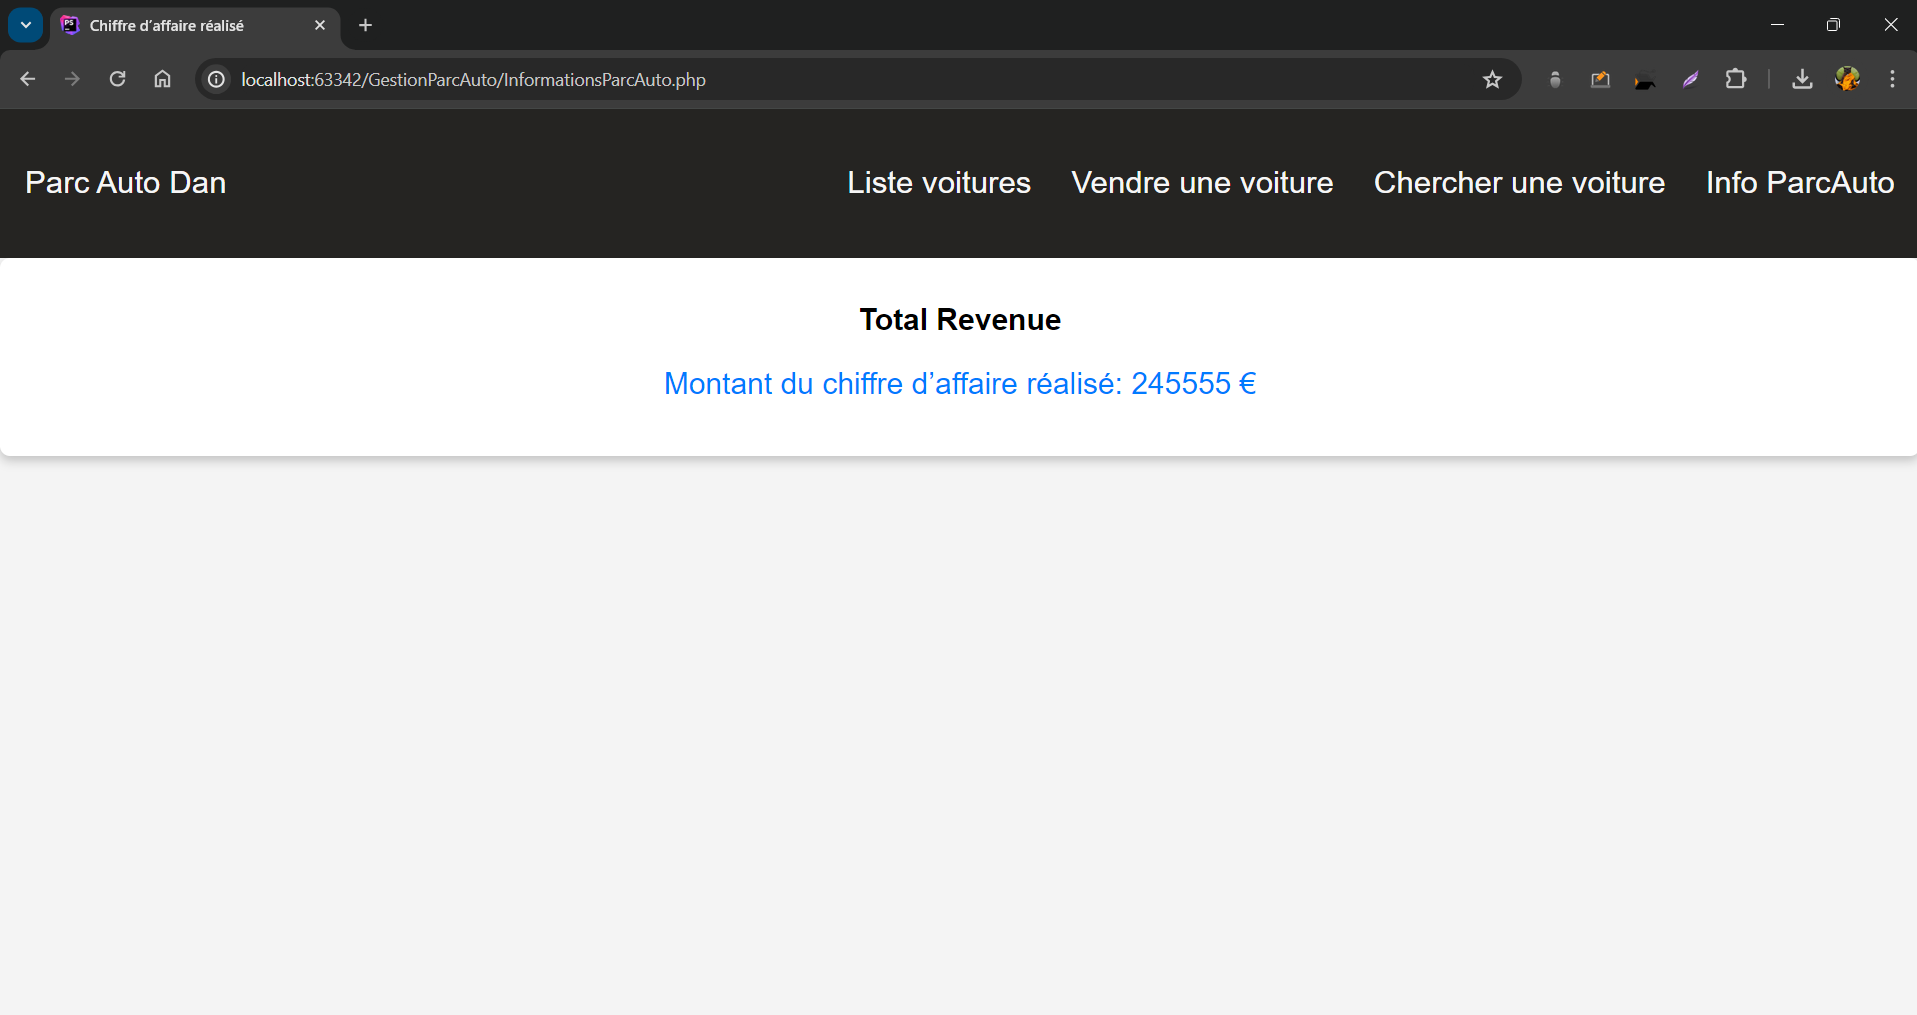 Chiffre d’affaire réalisé
localhost:63342/GestionParcAuto/InformationsParcAuto.php
Parc Auto Dan
Liste voitures
Vendre une voiture
Chercher une voiture
Info ParcAuto
Total Revenue
Montant du chiffre d’affaire réalisé: 245555 €